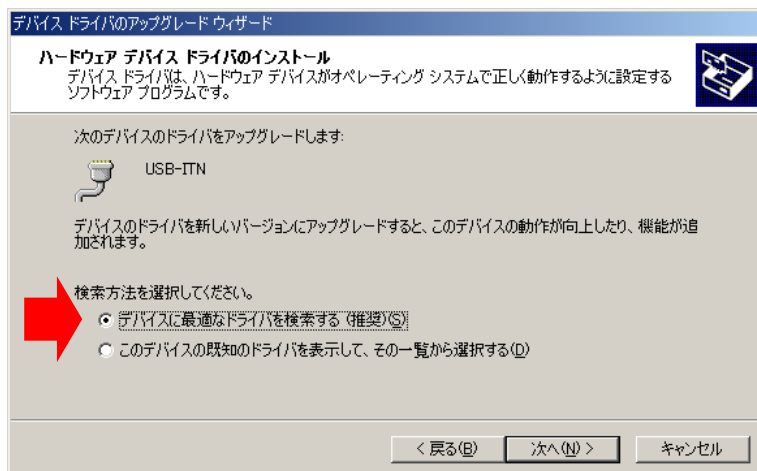 デバイス ドライバのアップグレード ウィザード
ハードウェア デバイス ドライバのインストール
デバイス ドライバは、ハードウェア デバイスがオペレーティング システムで正しく動作するように設定する
ソフトウェア プログラムです。
次のデバイスのドライバをアップグレードします:
USB-ITN
デバイスのドライバを新しいバージョンにアップグレードすると、このデバイスの動作が向上したり、機能が追
加されます。
検索方法を選択してください。
デバイスに最適なドライバを検索する (推奨)(S)
このデバイスの既知のドライバを表示して、その一覧から選択する(D)
< 戻る(B) 次へ(N) > キャンセル